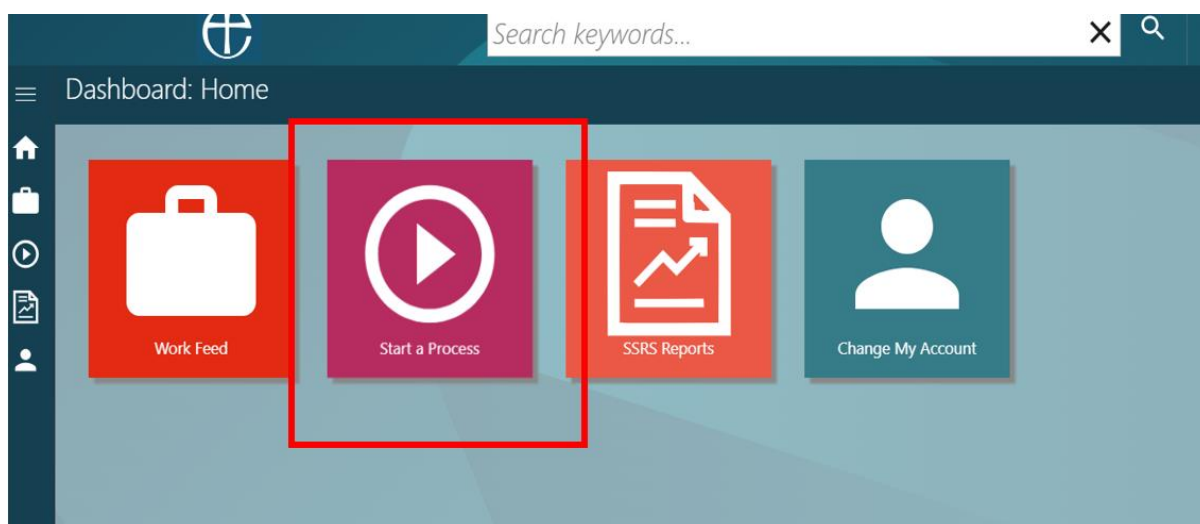 Search keywords...
Dashboard: Home
Work Feed
Start a Process
SSRS Reports
Change My Account